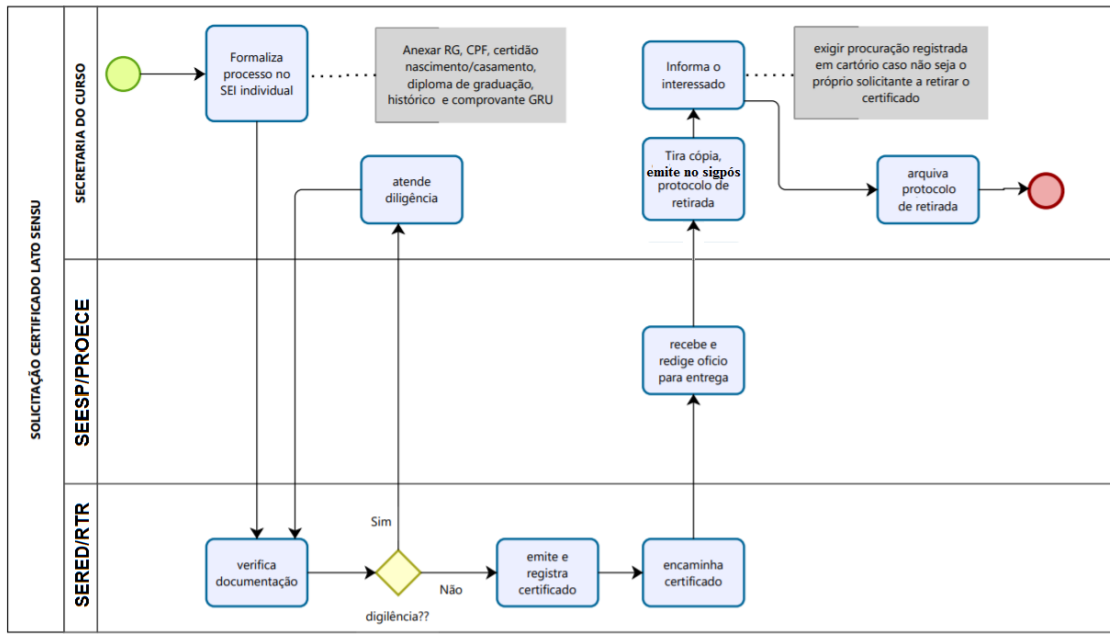 SOLICITAÇÃO CERTIFICADO LATO SENSU
SECRETARIA DO CURSO
Formaliza
processo no
SEI individual
Anexar RG, CPF, certidão
nascimento/casamento,
diploma de graduação,
histórico e comprovante GRU
Informa o
interessado
exigir procuração registrada
em cartório caso não seja o
próprio solicitante a retirar o
certificado
atende
diligência
Tira cópia,
emite no sigpós
protocolo de
retirada
arquiva
protocolo
de retirada
SEESP/PROECE
recebe e
redige oficio
para entrega
SERED/RTR
verifica
documentação
Sim
digilência??
Não
emite e
registra
certificado
encaminha
certificado